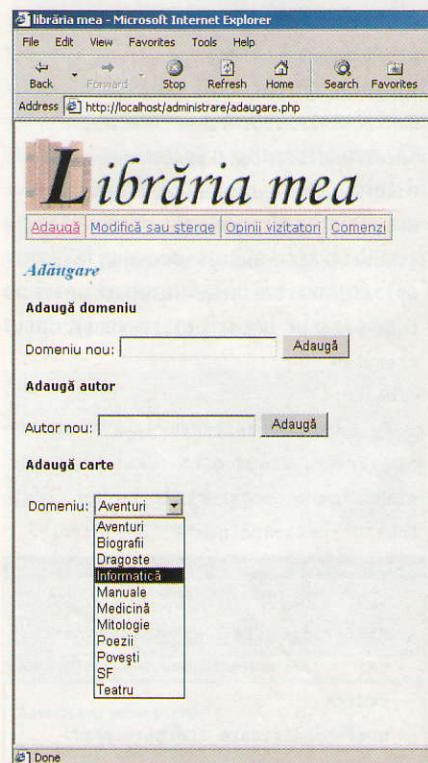 librăria mea - Microsoft Internet Explorer
File Edit View Favorites Tools Help
Back Forward Stop Refresh Home Search Favorites
Address http://localhost/administrare/adaugare.php
Librăria mea
Adaugă Modifică sau șterge Opinii vizitatori Comenzi
Adăugare
Adaugă domeniu
Domeniu nou: Adaugă
Adaugă autor
Autor nou: Adaugă
Adaugă carte
Domeniu: Aventuri
Aventuri
Biografii
Dragoste
Informatică
Manuale
Medicină
Mitologie
Poezii
Povești
SF
Teatru
Done